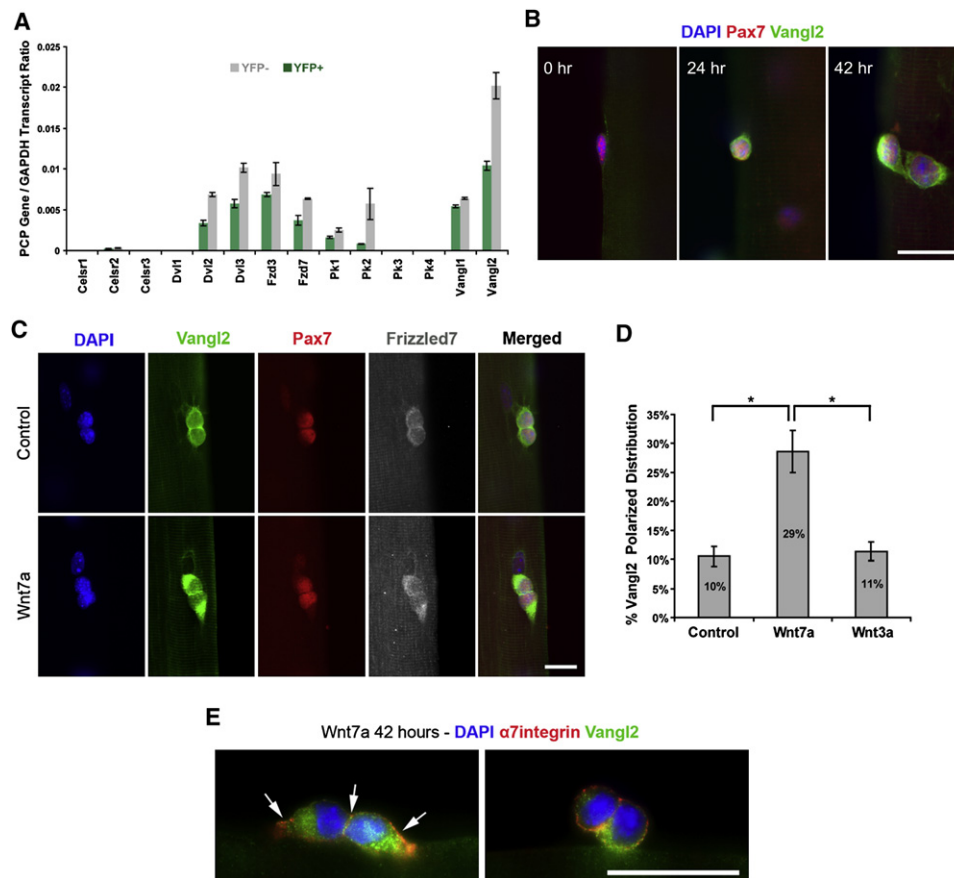 A
PCP Gene / GAPDH Transcript Ratio
0.025
0.02
0.015
0.01
0.005
0
YFP- YFP+
Celsr1
Celsr2
Celsr3
Dvl1
Dvl2
Dvl3
Fzd3
Fzd7
Pk1
Pk2
Pk3
Pk4
Vangl1
Vangl2
B
DAPI Pax7 Vangl2
0 hr 24 hr 42 hr
C
DAPI Vangl2 Pax7 Frizzled7 Merged
Control
Wnt7a
D
% Vangl2 Polarized Distribution
35%
30%
25%
20%
15%
10%
5%
0%
* *
10% 29% 11%
Control Wnt7a Wnt3a
E
Wnt7a 42 hours - DAPI α7integrin Vangl2